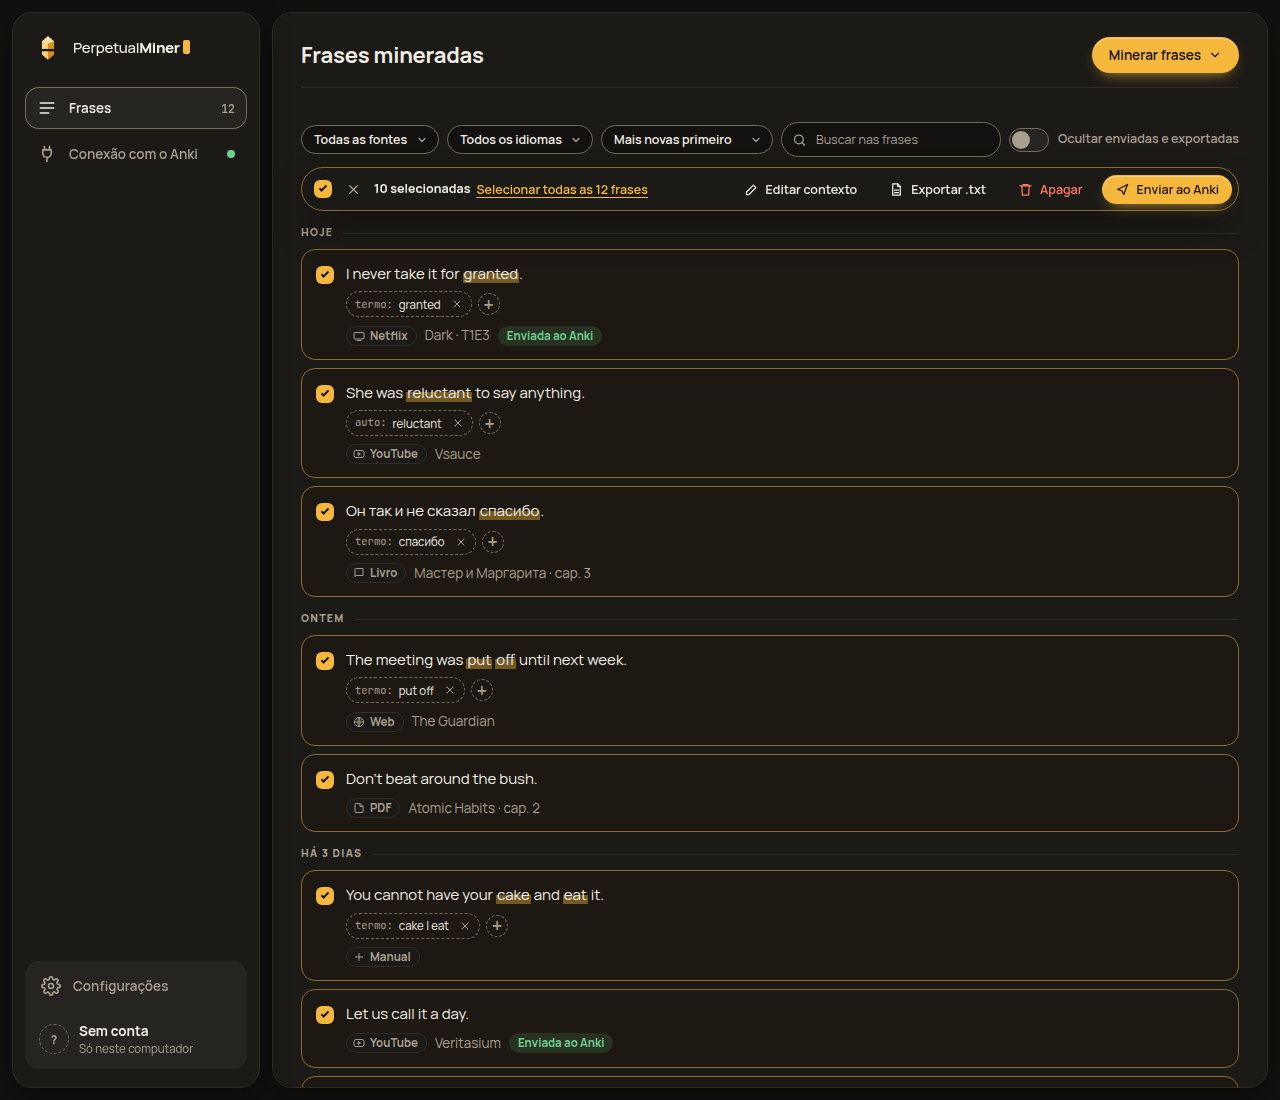 PerpetualMiner
Frases 12
Conexão com o Anki
Configurações
?
Sem conta
Só neste computador
Frases mineradas
Minerar frases
Todas as fontes
Todos os idiomas
Mais novas primeiro
Buscar nas frases
Ocultar enviadas e exportadas
10 selecionadas Selecionar todas as 12 frases
Editar contexto
Exportar .txt
Apagar
Enviar ao Anki
HOJE
I never take it for granted.
termo: granted
Netflix Dark · T1E3 Enviada ao Anki
She was reluctant to say anything.
auto: reluctant
YouTube Vsauce
Он так и не сказал спасибо.
termo: спасибо
Livro Мастер и Маргарита · cap. 3
ONTEM
The meeting was put off until next week.
termo: put off
Web The Guardian
Don't beat around the bush.
PDF Atomic Habits · cap. 2
HÁ 3 DIAS
You cannot have your cake and eat it.
termo: cake | eat
Manual
Let us call it a day.
YouTube Veritasium Enviada ao Anki